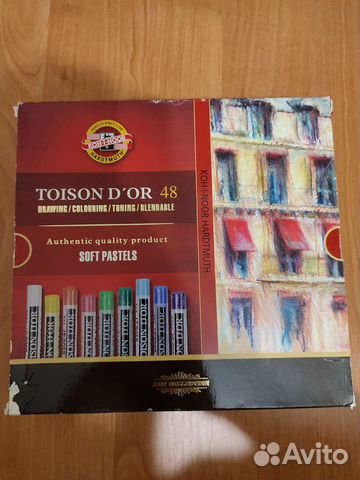 KOH-I-NOOR
HARDTMUTH
TOISON D'OR 48
DRAWING / COLOURING / TONING / BLENDABLE
Authentic quality product
SOFT PASTELS
KOH-I-NOOR HARDTMUTH
Avito